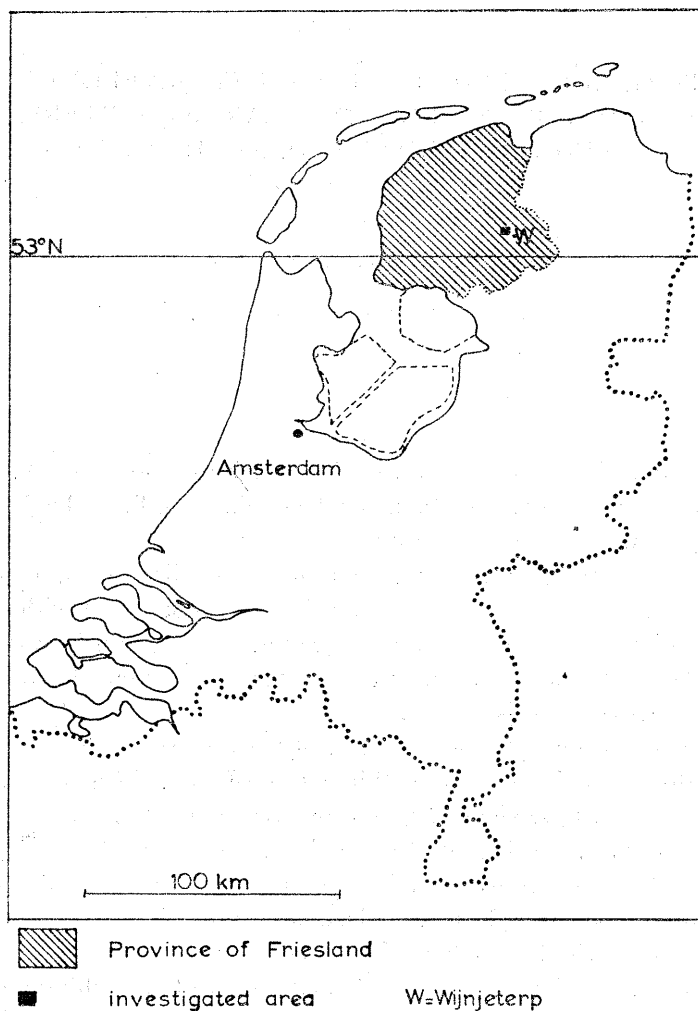 53°N
W
Amsterdam
100 km
Province of Friesland
investigated area W=Wijnjeterp